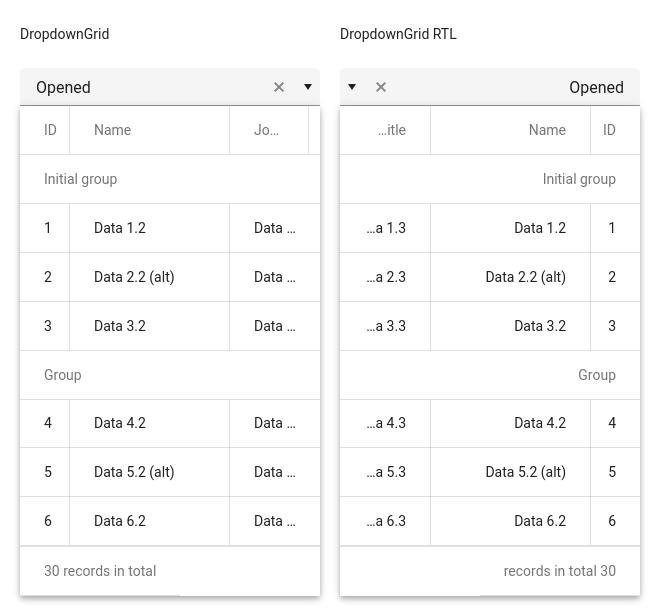 DropdownGrid
Opened
ID Name Jo...
Initial group
1 Data 1.2 Data ...
2 Data 2.2 (alt) Data ...
3 Data 3.2 Data ...
Group
4 Data 4.2 Data ...
5 Data 5.2 (alt) Data ...
6 Data 6.2 Data ...
30 records in total
DropdownGrid RTL
Opened
...itle Name ID
Initial group
...a 1.3 Data 1.2 1
...a 2.3 Data 2.2 (alt) 2
...a 3.3 Data 3.2 3
Group
...a 4.3 Data 4.2 4
...a 5.3 Data 5.2 (alt) 5
...a 6.3 Data 6.2 6
records in total 30